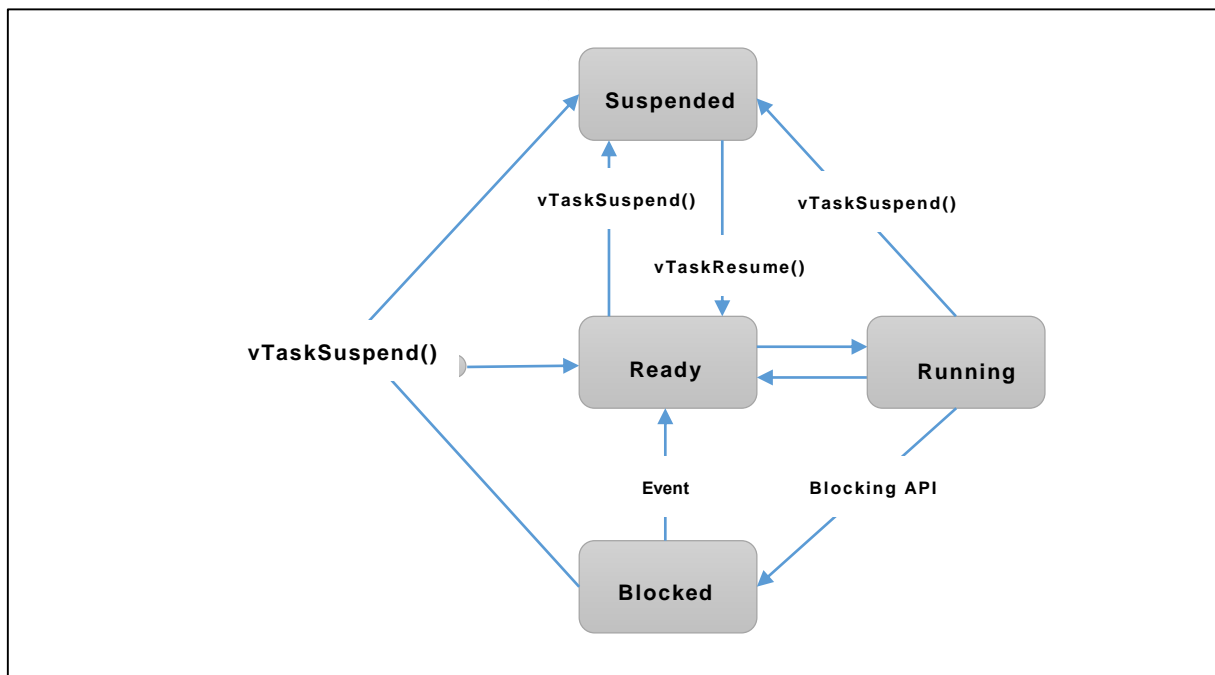 Suspended
vTaskSuspend()
vTaskSuspend()
vTaskResume()
vTaskSuspend()
Ready
Running
Event
Blocking API
Blocked